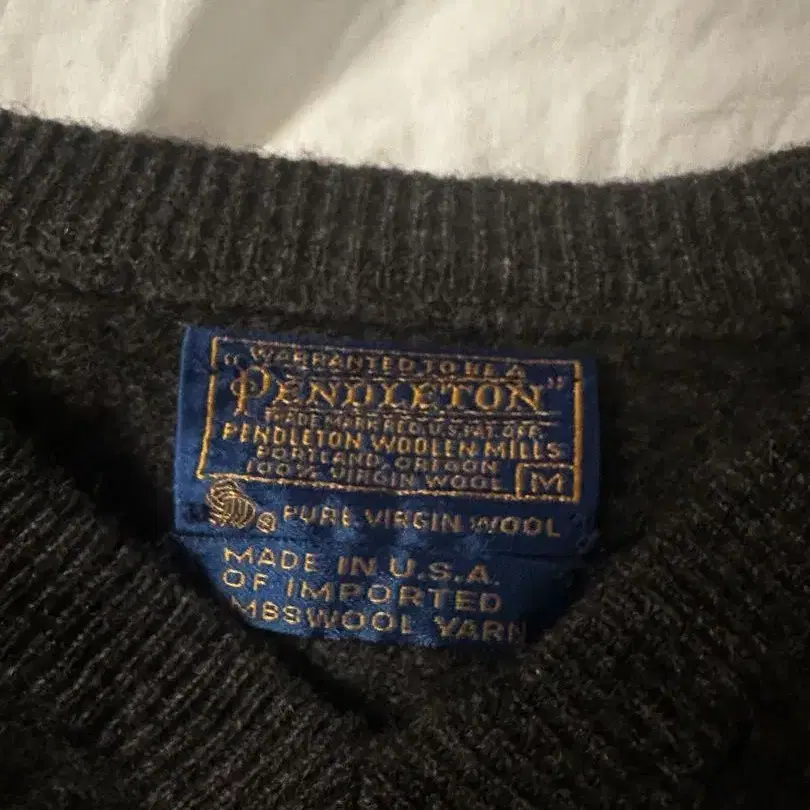 WARRANTED TO BE A
"PENDLETON"
TRADE MARK REG. U.S. PAT. OFF.
PENDLETON WOOLEN MILLS
PORTLAND, OREGON
100% VIRGIN WOOL M
® PURE VIRGIN WOOL
MADE IN U.S.A.
OF IMPORTED
WOOL YARN